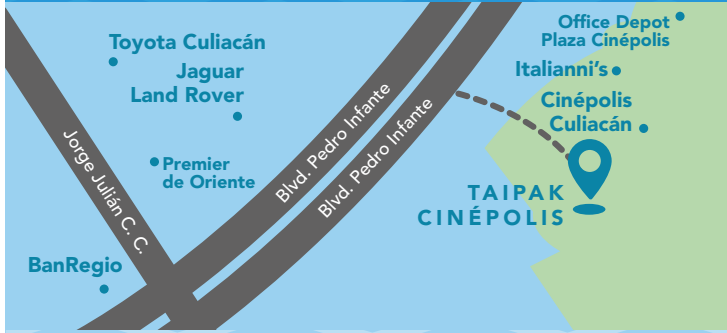 Office Depot
Plaza Cinépolis
Toyota Culiacán
Jaguar
Land Rover
Italianni's
Cinépolis
Culiacán
Blvd. Pedro Infante
Blvd. Pedro Infante
Jorge Julián C. C.
Premier
de Oriente
TAIPAK
CINÉPOLIS
BanRegio